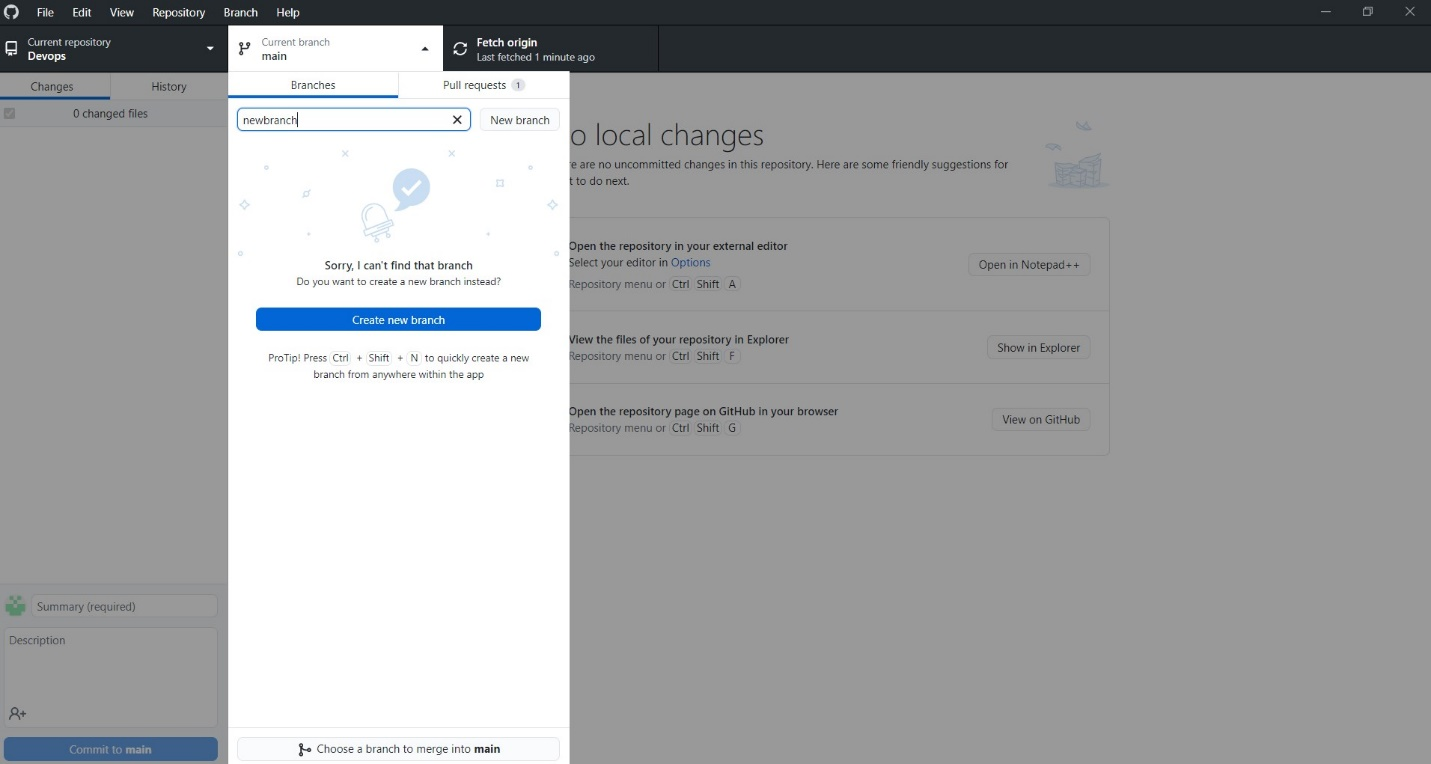 File Edit View Repository Branch Help
Current repository
Devops
Current branch
main
Fetch origin
Last fetched 1 minute ago
Changes History
0 changed files
Branches Pull requests 1
newbranch New branch
Sorry, I can't find that branch
Do you want to create a new branch instead?
Create new branch
ProTip! Press Ctrl + Shift + N to quickly create a new
branch from anywhere within the app
Choose a branch to merge into main
o local changes
re are no uncommitted changes in this repository. Here are some friendly suggestions for
t to do next.
Open the repository in your external editor
Select your editor in Options
Repository menu or Ctrl Shift A
Open in Notepad++
View the files of your repository in Explorer
Repository menu or Ctrl Shift F
Show in Explorer
Open the repository page on GitHub in your browser
Repository menu or Ctrl Shift G
View on GitHub
Summary (required)
Description
Commit to main